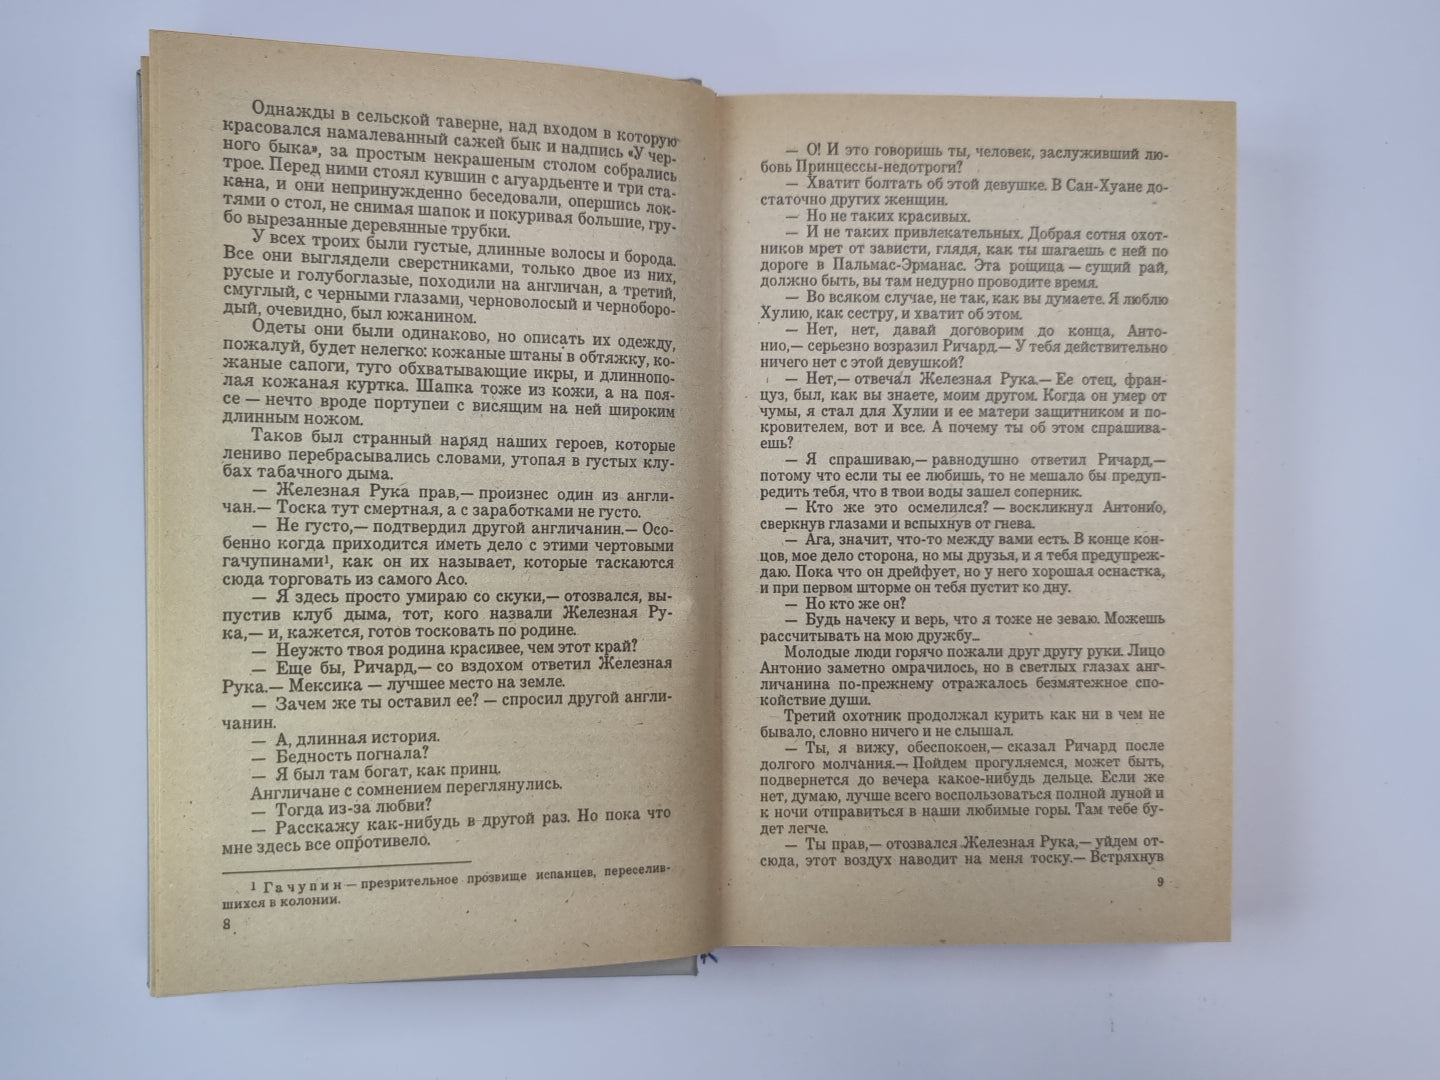 Однажды в сельской таверне, над входом в которую
красовался намалеванный сажей бык и надпись «У чер-
ного быка», за простым некрашеным столом собрались
трое. Перед ними стоял кувшин с агуардьенте и три ста-
кана, и они непринужденно беседовали, опершись лок-
тями о стол, не снимая шапок и покуривая большие, гру-
бо вырезанные деревянные трубки.
У всех троих были густые, длинные волосы и борода.
Все они выглядели сверстниками, только двое из них,
русые и голубоглазые, походили на англичан, а третий,
смуглый, с черными глазами, черноволосый и чернобoро-
дый, очевидно, был южанином.
Одеты они были одинаково, но описать их одежду,
пожалуй, будет нелегко: кожаные штаны в обтяжку, ко-
жаные сапоги, туго обхватывающие икры, и длиннопо-
лая кожаная куртка. Шапка тоже из кожи, а на поя-
се — нечто вроде портупеи с висящим на ней широким
длинным ножом.
Таков был странный наряд наших героев, которые
лениво перебрасывались словами, утопая в густых клу-
бах табачного дыма.
— Железная Рука прав,— произнес один из англи-
чан.— Тоска тут смертная, а с заработками не густо.
— Не густо,— подтвердил другой англичанин.— Осо-
бенно когда приходится иметь дело с этими чертовыми
гачупинами¹, как он их называет, которые таскаются
сюда торговать из самого Асо.
— Я здесь просто умираю со скуки,— отозвался, вы-
пустив клуб дыма, тот, кого назвали Железная Ру-
ка,— и, кажется, готов тосковать по родине.
— Неужто твоя родина красивее, чем этот край?
— Еще бы, Ричард,— со вздохом ответил Железная
Рука.— Мексика — лучшее место на земле.
— Зачем же ты оставил ее? — спросил другой англи-
чанин.
— А, длинная история.
— Бедность погнала?
— Я был там богат, как принц.
Англичане с сомнением переглянулись.
— Тогда из-за любви?
— Расскажу как-нибудь в другой раз. Но пока что
мне здесь все опротивело.
¹ Гачупин — презрительное прозвище испанцев, переселив-
шихся в колонии.
8
— О! И это говоришь ты, человек, заслуживший лю-
бовь Принцессы-недотроги?
— Хватит болтать об этой девушке. В Сан-Хуане до-
статочно других женщин.
— Но не таких красивых.
— И не таких привлекательных. Добрая сотня охот-
ников мрет от зависти, глядя, как ты шагаешь с ней по
дороге в Пальмас-Эрманас. Эта рощица — сущий рай,
должно быть, вы там недурно проводите время.
— Во всяком случае, не так, как вы думаете. Я люблю
Хулию, как сестру, и хватит об этом.
— Нет, нет, давай договорим до конца, Анто-
нио,— серьезно возразил Ричард.— У тебя действительно
ничего нет с этой девушкой?
— Нет,— отвечал Железная Рука.— Ее отец, фран-
цуз, был, как вы знаете, моим другом. Когда он умер от
чумы, я стал для Хулии и ее матери защитником и по-
кровителем, вот и все. А почему ты об этом спрашива-
ешь?
— Я спрашиваю,— равнодушно ответил Ричард,—
потому что если ты ее любишь, то не мешало бы предуп-
редить тебя, что в твои воды зашел соперник.
— Кто же это осмелился? — воскликнул Антонио,
сверкнув глазами и вспыхнув от гнева.
— Ага, значит, что-то между вами есть. В конце кон-
цов, мое дело сторона, но мы друзья, и я тебя предупреж-
даю. Пока что он дрейфует, но у него хорошая оснастка,
и при первом шторме он тебя пустит ко дну.
— Но кто же он?
— Будь начеку и верь, что я тоже не зеваю. Можешь
рассчитывать на мою дружбу...
Молодые люди горячо пожали друг другу руки. Лицо
Антонио заметно омрачилось, но в светлых глазах анг-
личанина по-прежнему отражалось безмятежное спо-
койствие души.
Третий охотник продолжал курить как ни в чем не
бывало, словно ничего и не слышал.
— Ты, я вижу, обеспокоен,— сказал Ричард после
долгого молчания.— Пойдем прогуляемся, может быть,
подвернется до вечера какое-нибудь дельце. Если же
нет, думаю, лучше всего воспользоваться полной луной и
к ночи отправиться в наши любимые горы. Там тебе бу-
дет легче.
— Ты прав,— отозвался Железная Рука,— уйдем от-
сюда, этот воздух наводит на меня тоску.— Встряхнув
9